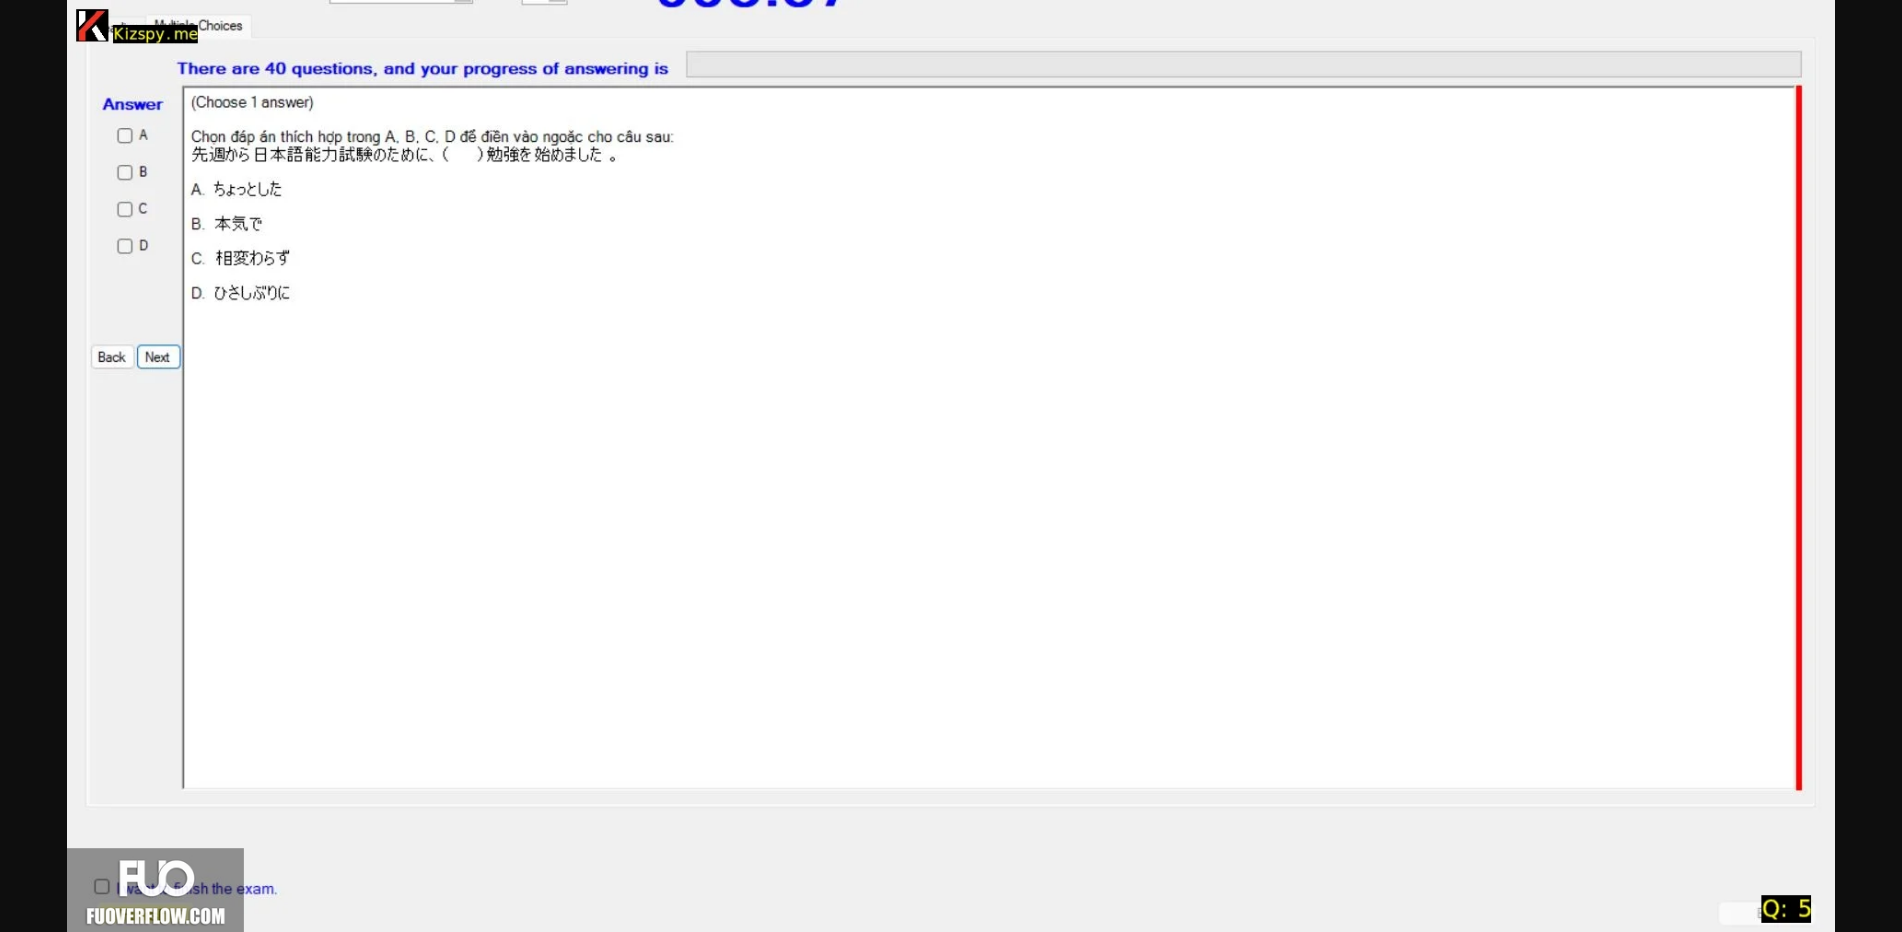 Choices
Kizspy.me
There are 40 questions, and your progress of answering is
Answer
A
B
C
D
Back
Next
(Choose 1 answer)
Chọn đáp án thích hợp trong A, B, C, D để điền vào ngoặc cho câu sau:
先週から日本語能力試験のために、( )勉強を始めました。
A. ちょっとした
B. 本気で
C. 相変わらず
D. ひさしぶりに
the exam.
FUO
FUOVERFLOW.COM
Q: 5